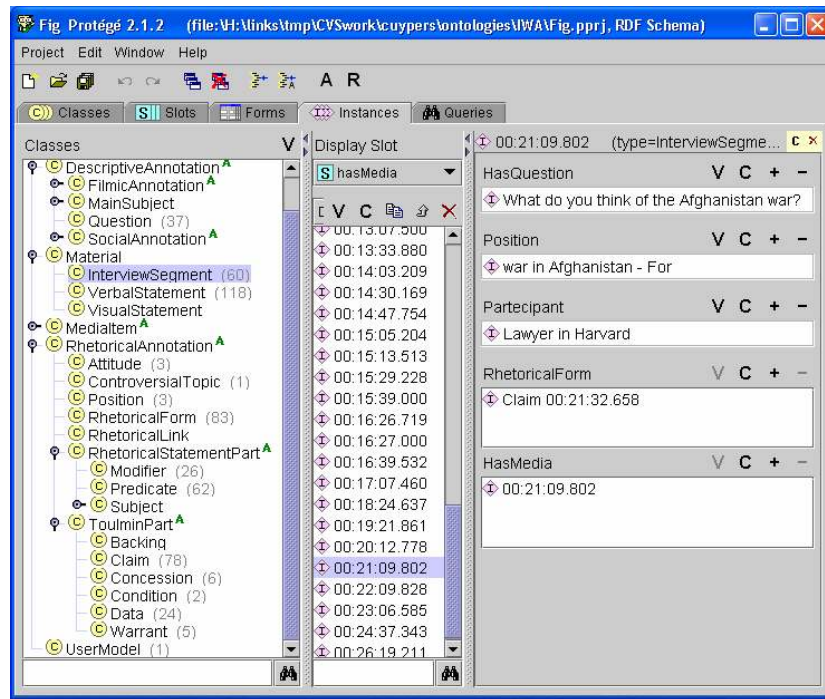 Fig Protégé 2.1.2 (file:\H:\links\tmp\CVSwork\cuypers\ontologies\IWA\Fig.pprj, RDF Schema)
Project Edit Window Help
A R
C Classes S Slots Forms Instances Queries
Classes V
DescriptiveAnnotation A
FilmicAnnotation A
MainSubject
Question (37)
SocialAnnotation A
Material
InterviewSegment (60)
VerbalStatement (118)
VisualStatement
MediaItem A
RhetoricalAnnotation A
Attitude (3)
ControversialTopic (1)
Position (3)
RhetoricalForm (83)
RhetoricalLink
RhetoricalStatementPart A
Modifier (26)
Predicate (62)
Subject
ToulminPart A
Backing
Claim (78)
Concession (6)
Condition (2)
Data (24)
Warrant (5)
UserModel (1)
Display Slot
S hasMedia
V C
00:13:07.500
00:13:33.880
00:14:03.209
00:14:30.169
00:14:47.754
00:15:05.204
00:15:13.513
00:15:29.228
00:15:39.000
00:16:26.719
00:16:27.000
00:16:39.532
00:17:07.460
00:18:24.637
00:19:21.861
00:20:12.778
00:21:09.802
00:22:09.828
00:23:06.585
00:24:37.343
00:26:19.211
00:21:09.802 (type=InterviewSegme... C x
HasQuestion V C + -
What do you think of the Afghanistan war?
Position V C + -
war in Afghanistan - For
Partecipant V C + -
Lawyer in Harvard
RhetoricalForm V C + -
Claim 00:21:32.658
HasMedia V C + -
00:21:09.802